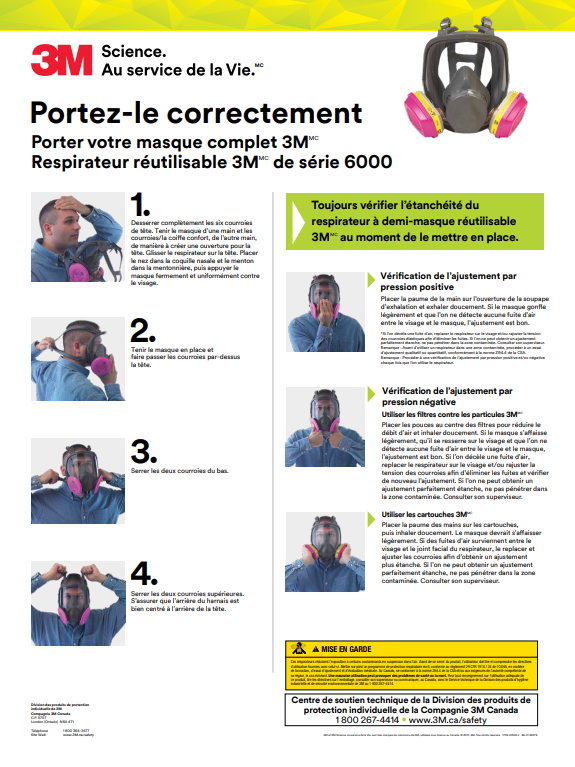 3M Science.
Au service de la Vie.MC
Portez-le correctement
Porter votre masque complet 3MMC
Respirateur réutilisable 3MMC de série 6000
1.
Desserrer complètement les six courroies
de tête. Tenir le masque d'une main et les
courroies/la coiffe confort, de l'autre main,
de manière à créer une ouverture pour la
tête. Glisser le respirateur sur la tête. Placer
le nez dans la coquille nasale et le menton
dans la mentonnière, puis appuyer le
masque fermement et uniformément contre
le visage.
2.
Tenir le masque en place et
faire passer les courroies par-dessus
la tête.
3.
Serrer les deux courroies du bas.
4.
Serrer les deux courroies supérieures.
S'assurer que l'arrière du harnais est
bien centré à l'arrière de la tête.
Toujours vérifier l'étanchéité du
respirateur à demi-masque réutilisable
3MMC au moment de le mettre en place.
Vérification de l'ajustement par
pression positive
Placer la paume de la main sur l'ouverture de la soupape
d'exhalation et exhaler doucement. Si le masque gonfle
légèrement et que l'on ne détecte aucune fuite d'air
entre le visage et le masque, l'ajustement est bon.
Vérification de l'ajustement par
pression négative
Utiliser les filtres contre les particules 3MMC
Placer les pouces au centre des filtres pour réduire le
débit d'air et inhaler doucement. Si le masque s'affaisse
légèrement, qu'il se resserre sur le visage et que l'on ne
détecte aucune fuite d'air entre le visage et le masque,
l'ajustement est bon. Si l'on décèle une fuite d'air,
replacer le respirateur sur le visage et/ou rajuster la
tension des courroies afin d'éliminer les fuites et vérifier
de nouveau l'ajustement. Si l'on ne peut obtenir un
ajustement parfaitement étanche, ne pas pénétrer dans
la zone contaminée. Consulter son superviseur.
Utiliser les cartouches 3MMC
Placer la paume des mains sur les cartouches,
puis inhaler doucement. Le masque devrait s'affaisser
légèrement. Si des fuites d'air surviennent entre le
visage et le joint facial du respirateur, le replacer et
ajuster les courroies afin d'obtenir un ajustement
plus étanche. Si l'on ne peut obtenir un ajustement
parfaitement étanche, ne pas pénétrer dans la zone
contaminée. Consulter son superviseur.
MISE EN GARDE
Centre de soutien technique de la Division des produits de
protection individuelle de la Compagnie 3M Canada
1 800 267-4414 • www.3M.ca/safety
Division des produits de protection
individuelle de 3M
Compagnie 3M Canada
C.P. 5757
London (Ontario) N6A 4T1
Téléphone 1 800 364-3577
Site Web www.3M.ca/safety